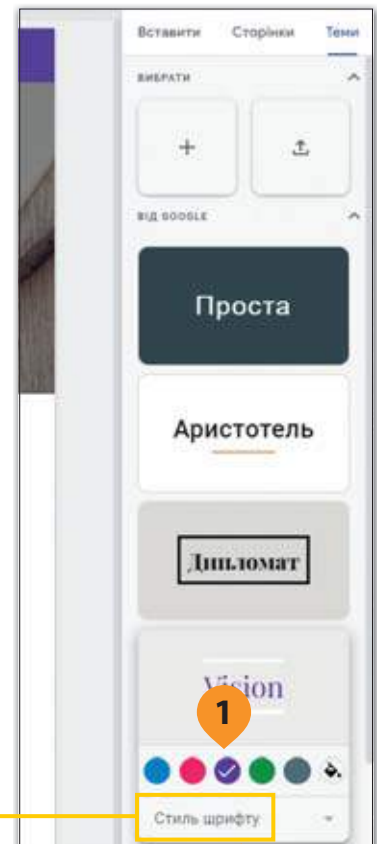 Вставити Сторінки Теми
ВИБРАТИ
ВІД GOOGLE
Проста
Аристотель
Дипломат
Vision
1
Стиль шрифту